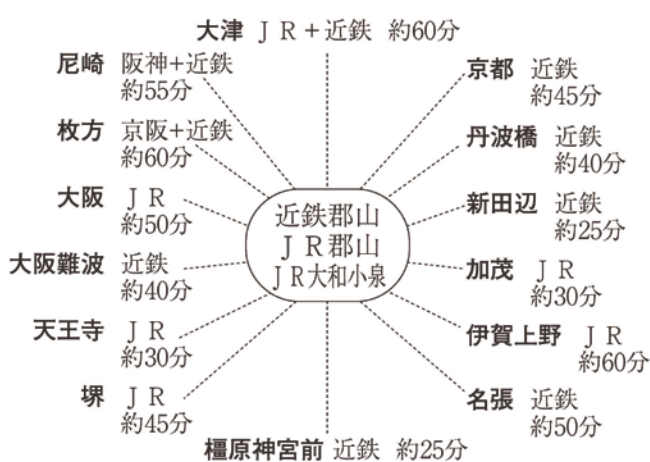 大津 ＪＲ+近鉄 約60分
尼崎 阪神+近鉄
約55分
枚方 京阪+近鉄
約60分
大阪 ＪＲ
約50分
大阪難波 近鉄
約40分
天王寺 ＪＲ
約30分
堺 ＪＲ
約45分
近鉄郡山
ＪＲ郡山
ＪＲ大和小泉
京都 近鉄
約45分
丹波橋 近鉄
約40分
新田辺 近鉄
約25分
加茂 ＪＲ
約30分
伊賀上野 ＪＲ
約60分
名張 近鉄
約50分
橿原神宮前 近鉄 約25分